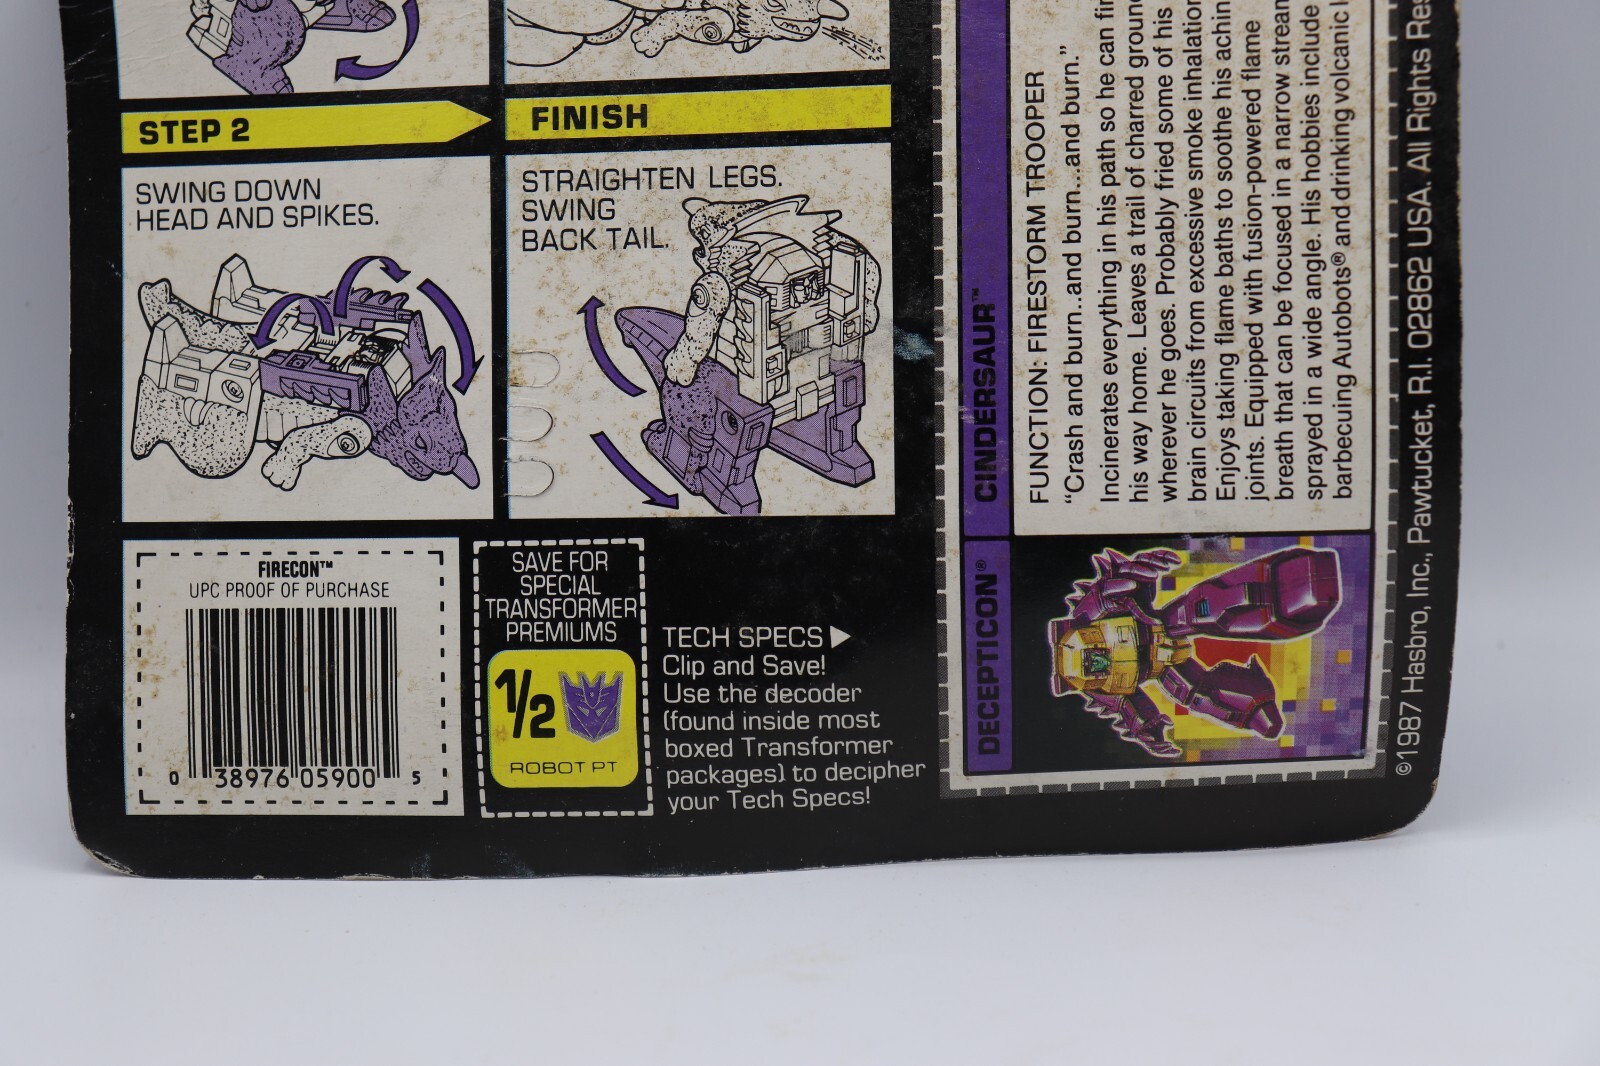 STEP 2
SWING DOWN
HEAD AND SPIKES.
FINISH
STRAIGHTEN LEGS.
SWING
BACK TAIL.
FIRECON™
UPC PROOF OF PURCHASE
0 38976 05900 5
SAVE FOR
SPECIAL
TRANSFORMER
PREMIUMS
1/2
ROBOT PT
TECH SPECS ▶
Clip and Save!
Use the decoder
(found inside most
boxed Transformer
packages) to decipher
your Tech Specs!
DECEPTICON® CINDERSAUR™
FUNCTION: FIRESTORM TROOPER
"Crash and burn...and burn...and burn."
Incinerates everything in his path so he can
his way home. Leaves a trail of charred ground
wherever he goes. Probably fried some of his
brain circuits from excessive smoke inhalation
Enjoys taking flame baths to soothe his
joints. Equipped with fusion-powered flame
breath that can be focused in a narrow stream
sprayed in a wide angle. His hobbies include
barbecuing Autobots® and drinking volcanic
©1987 Hasbro, Inc., Pawtucket, R.I. 02862 USA. All Rights